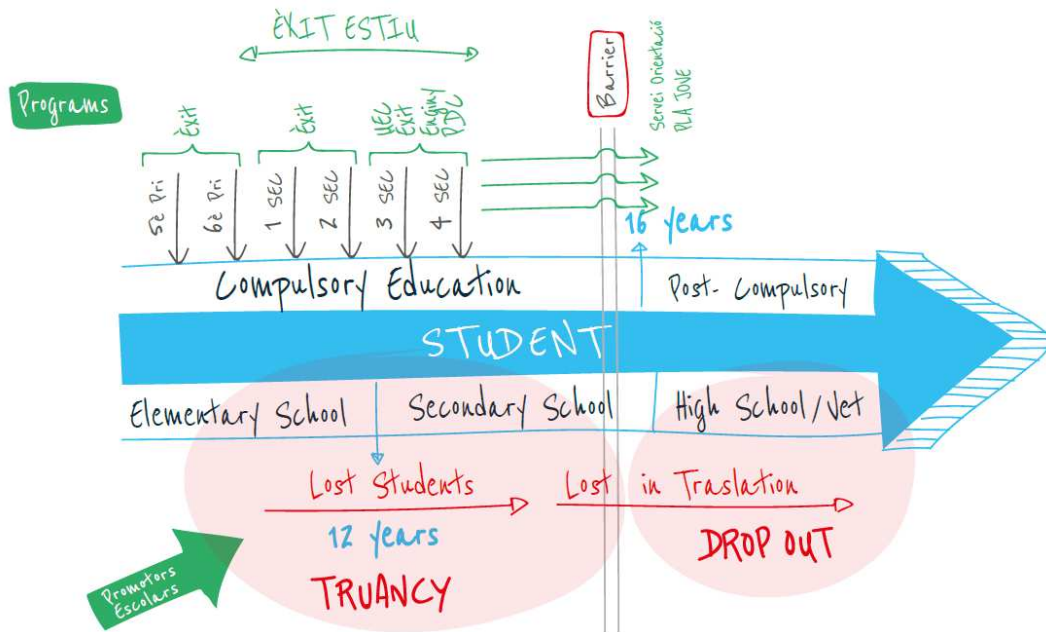 ÈXIT ESTIU
Programs
Èxit
Èxit
UEC
Èxit
Enginy
PDC
Barrier
Servei Orientació
PLA JOVE
5è Pri
6è Pri
1 SEC
2 SEC
3 SEC
4 SEC
16 years
Compulsory Education
Post-Compulsory
STUDENT
Elementary School
Secondary School
High School/Vet
Lost Students
Lost in Traslation
12 years
DROP OUT
TRUANCY
Promotors
Escolars